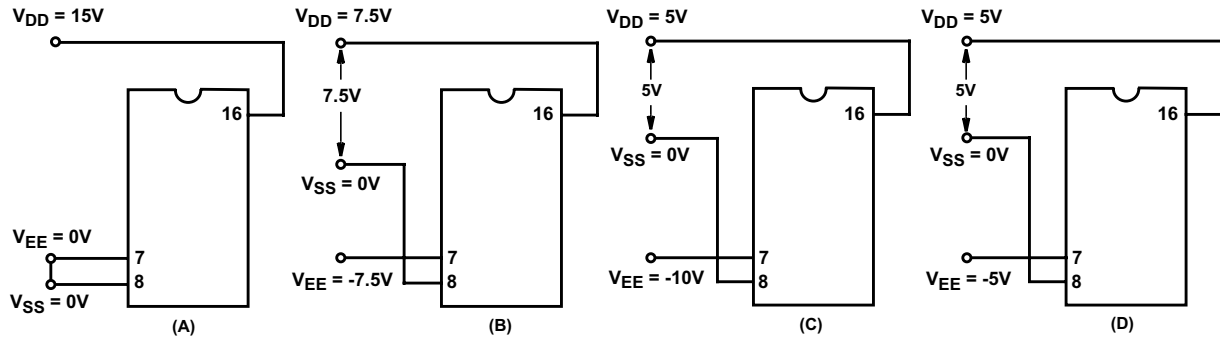 VDD = 15V
16
VEE = 0V
7
8
VSS = 0V
(A)
VDD = 7.5V
7.5V
16
VSS = 0V
7
VEE = -7.5V
8
(B)
VDD = 5V
5V
16
VSS = 0V
7
VEE = -10V
8
(C)
VDD = 5V
5V
16
VSS = 0V
7
VEE = -5V
8
(D)